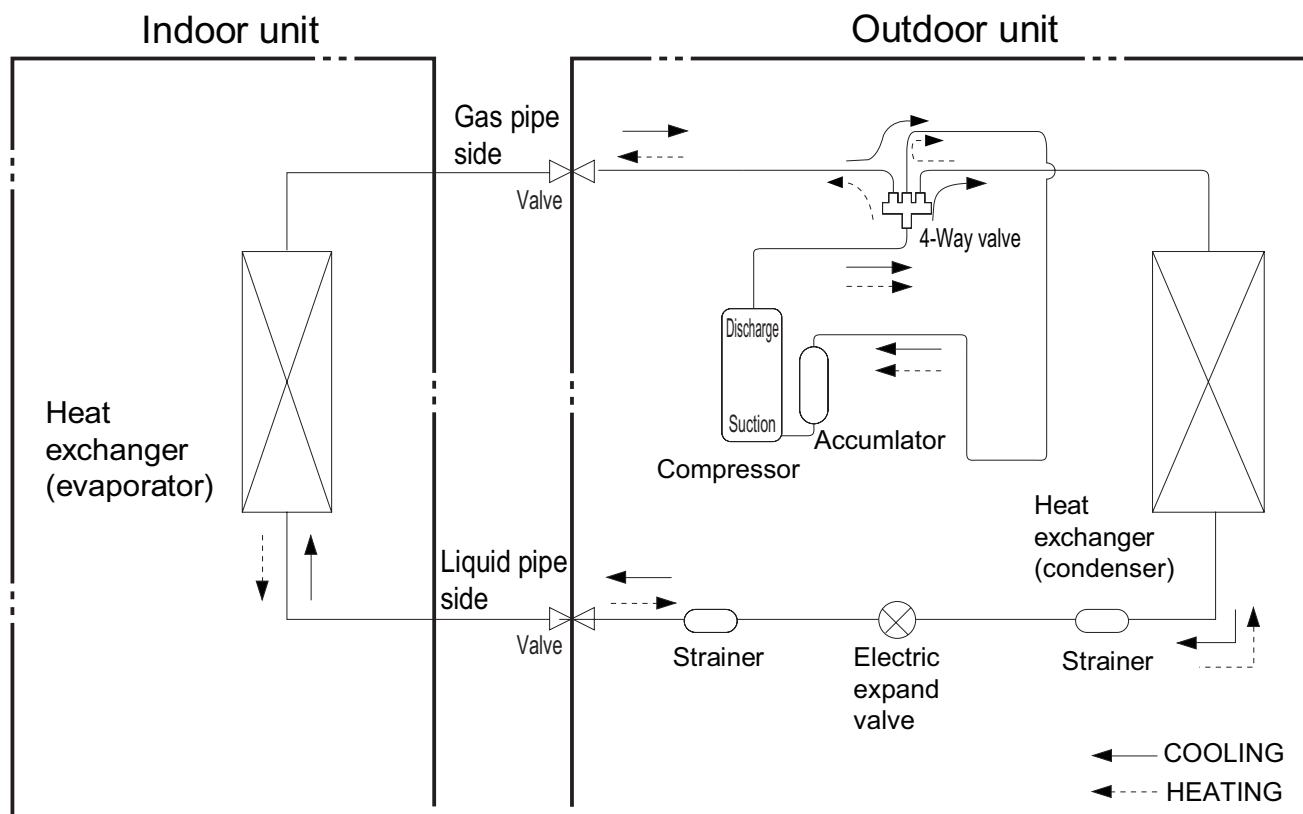 Indoor unit
Outdoor unit
Gas pipe
side
Valve
4-Way valve
Discharge
Suction
Accumlator
Compressor
Heat
exchanger
(evaporator)
Heat
exchanger
(condenser)
Liquid pipe
side
Valve
Strainer
Electric
expand
valve
Strainer
COOLING
HEATING